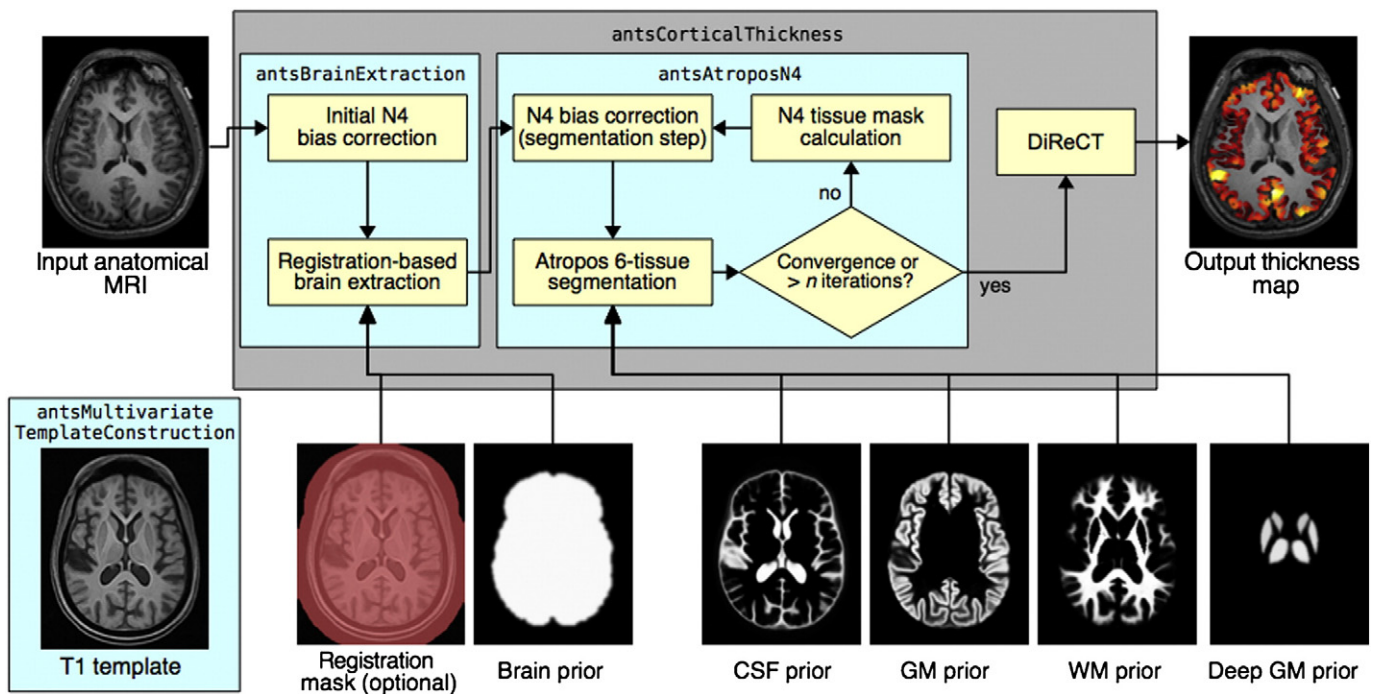 antsCorticalThickness
antsBrainExtraction
antsAtroposN4
Initial N4
bias correction
N4 bias correction
(segmentation step)
N4 tissue mask
calculation
DiReCT
no
Registration-based
brain extraction
Atropos 6-tissue
segmentation
Convergence or
> n iterations?
yes
Input anatomical
MRI
Output thickness
map
antsMultivariate
TemplateConstruction
T1 template
Registration
mask (optional)
Brain prior
CSF prior
GM prior
WM prior
Deep GM prior